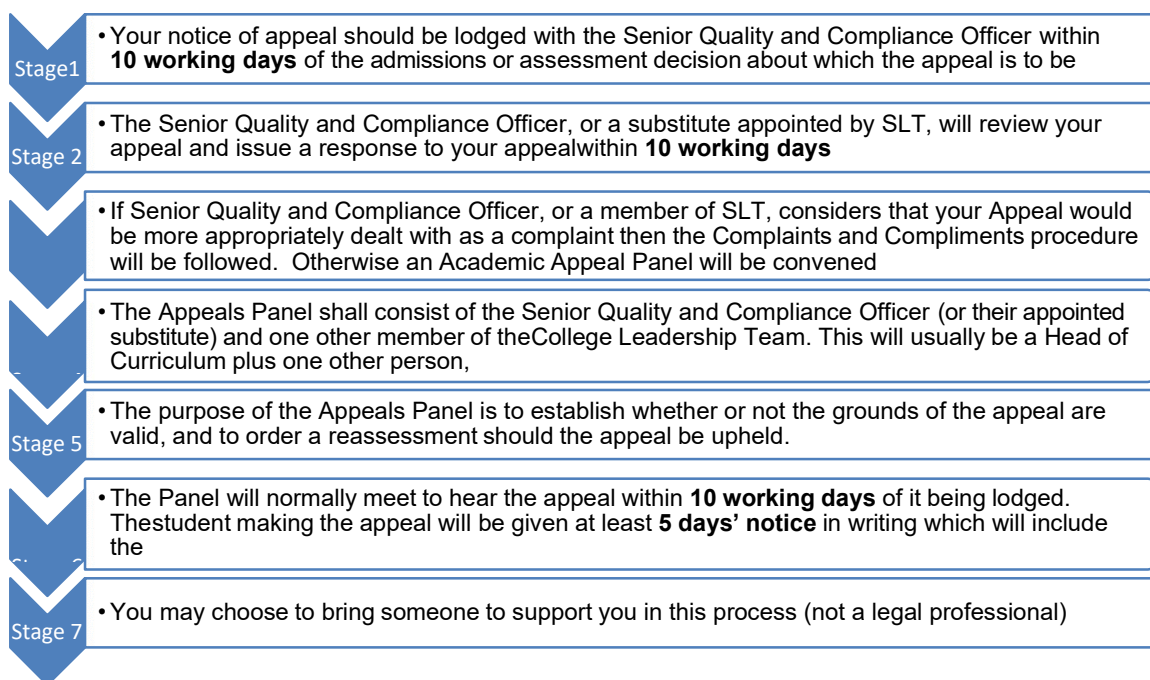 • Your notice of appeal should be lodged with the Senior Quality and Compliance Officer within
10 working days of the admissions or assessment decision about which the appeal is to be
Stage1
• The Senior Quality and Compliance Officer, or a substitute appointed by SLT, will review your
appeal and issue a response to your appealwithin 10 working days
Stage 2
• If Senior Quality and Compliance Officer, or a member of SLT, considers that your Appeal would
be more appropriately dealt with as a complaint then the Complaints and Compliments procedure
will be followed.  Otherwise an Academic Appeal Panel will be convened
• The Appeals Panel shall consist of the Senior Quality and Compliance Officer (or their appointed
substitute) and one other member of theCollege Leadership Team. This will usually be a Head of
Curriculum plus one other person,
• The purpose of the Appeals Panel is to establish whether or not the grounds of the appeal are
valid, and to order a reassessment should the appeal be upheld.
Stage 5
• The Panel will normally meet to hear the appeal within 10 working days of it being lodged.
Thestudent making the appeal will be given at least 5 days’ notice in writing which will include
the
• You may choose to bring someone to support you in this process (not a legal professional)
Stage 7